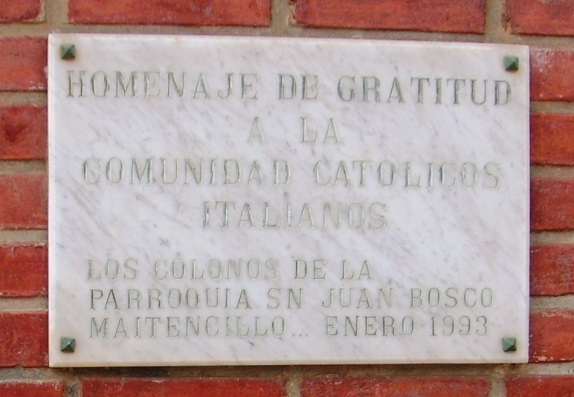 HOMENAJE DE GRATITUD
A LA
COMUNIDAD CATOLICOS
ITALIANOS
LOS COLONOS DE LA
PARROQUIA SN JUAN BOSCO
MAITENCILLO... ENERO 1993